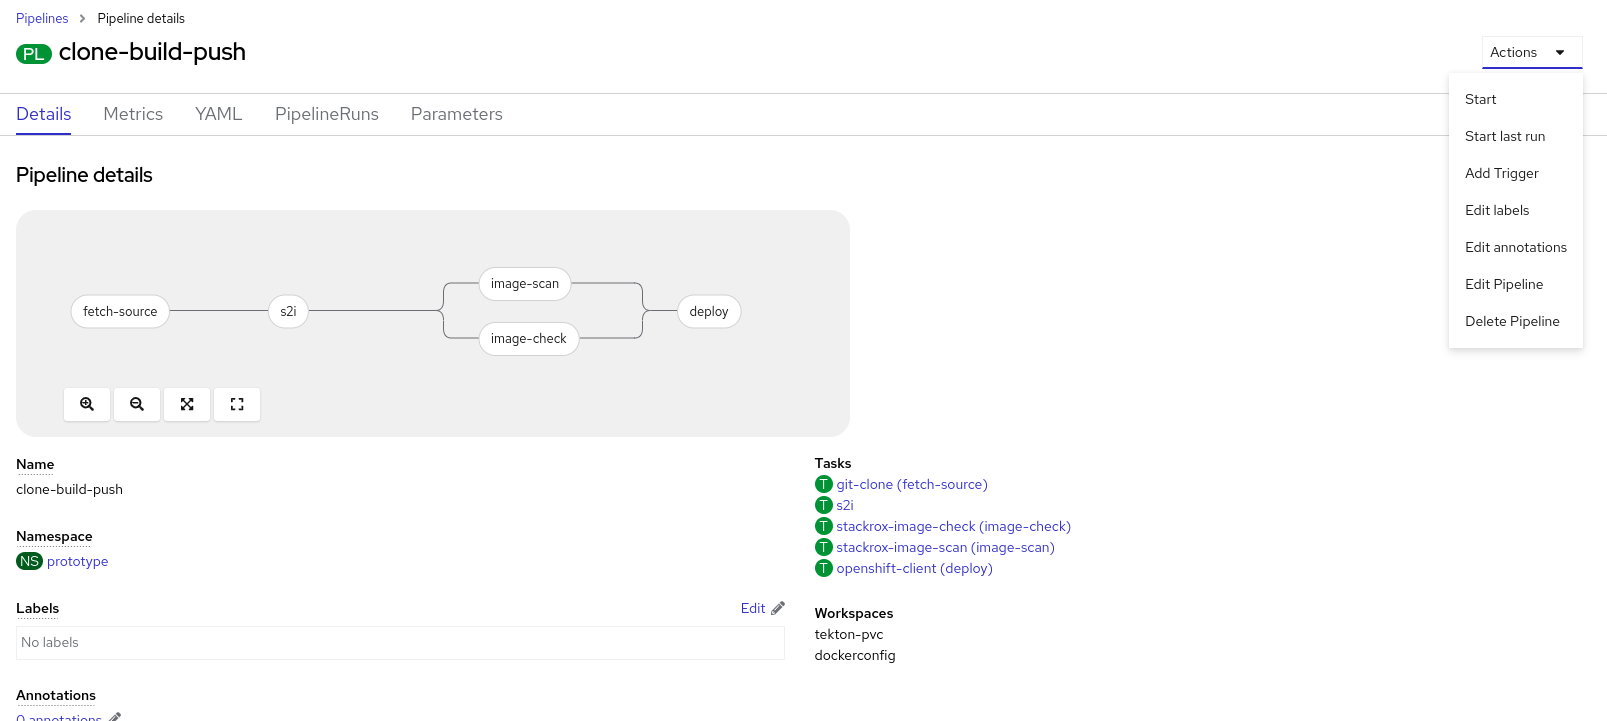 Pipelines > Pipeline details
PL clone-build-push
Actions
Start
Start last run
Add Trigger
Edit labels
Edit annotations
Edit Pipeline
Delete Pipeline
Details Metrics YAML PipelineRuns Parameters
Pipeline details
fetch-source
s2i
image-scan
image-check
deploy
Name
clone-build-push
Namespace
NS prototype
Labels Edit
No labels
Annotations
0 annotations
Tasks
T git-clone (fetch-source)
T s2i
T stackrox-image-check (image-check)
T stackrox-image-scan (image-scan)
T openshift-client (deploy)
Workspaces
tekton-pvc
dockerconfig